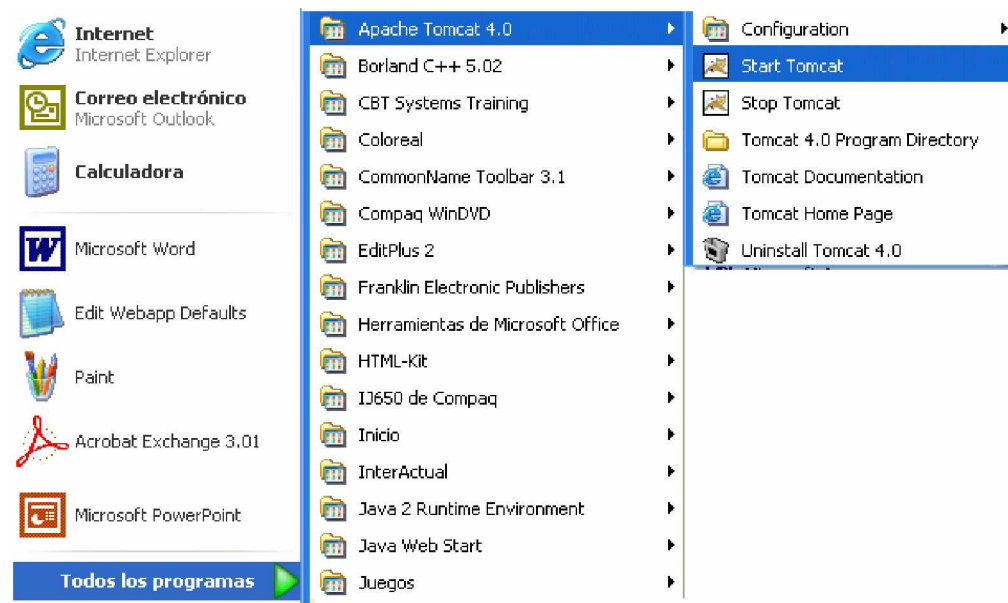 Internet
Internet Explorer
Correo electrónico
Microsoft Outlook
Calculadora
Microsoft Word
Edit Webapp Defaults
Paint
Acrobat Exchange 3.01
Microsoft PowerPoint
Todos los programas
Apache Tomcat 4.0
Borland C++ 5.02
CBT Systems Training
Coloreal
CommonName Toolbar 3.1
Compaq WinDVD
EditPlus 2
Franklin Electronic Publishers
Herramientas de Microsoft Office
HTML-Kit
IJ650 de Compaq
Inicio
InterActual
Java 2 Runtime Environment
Java Web Start
Juegos
Configuration
Start Tomcat
Stop Tomcat
Tomcat 4.0 Program Directory
Tomcat Documentation
Tomcat Home Page
Uninstall Tomcat 4.0